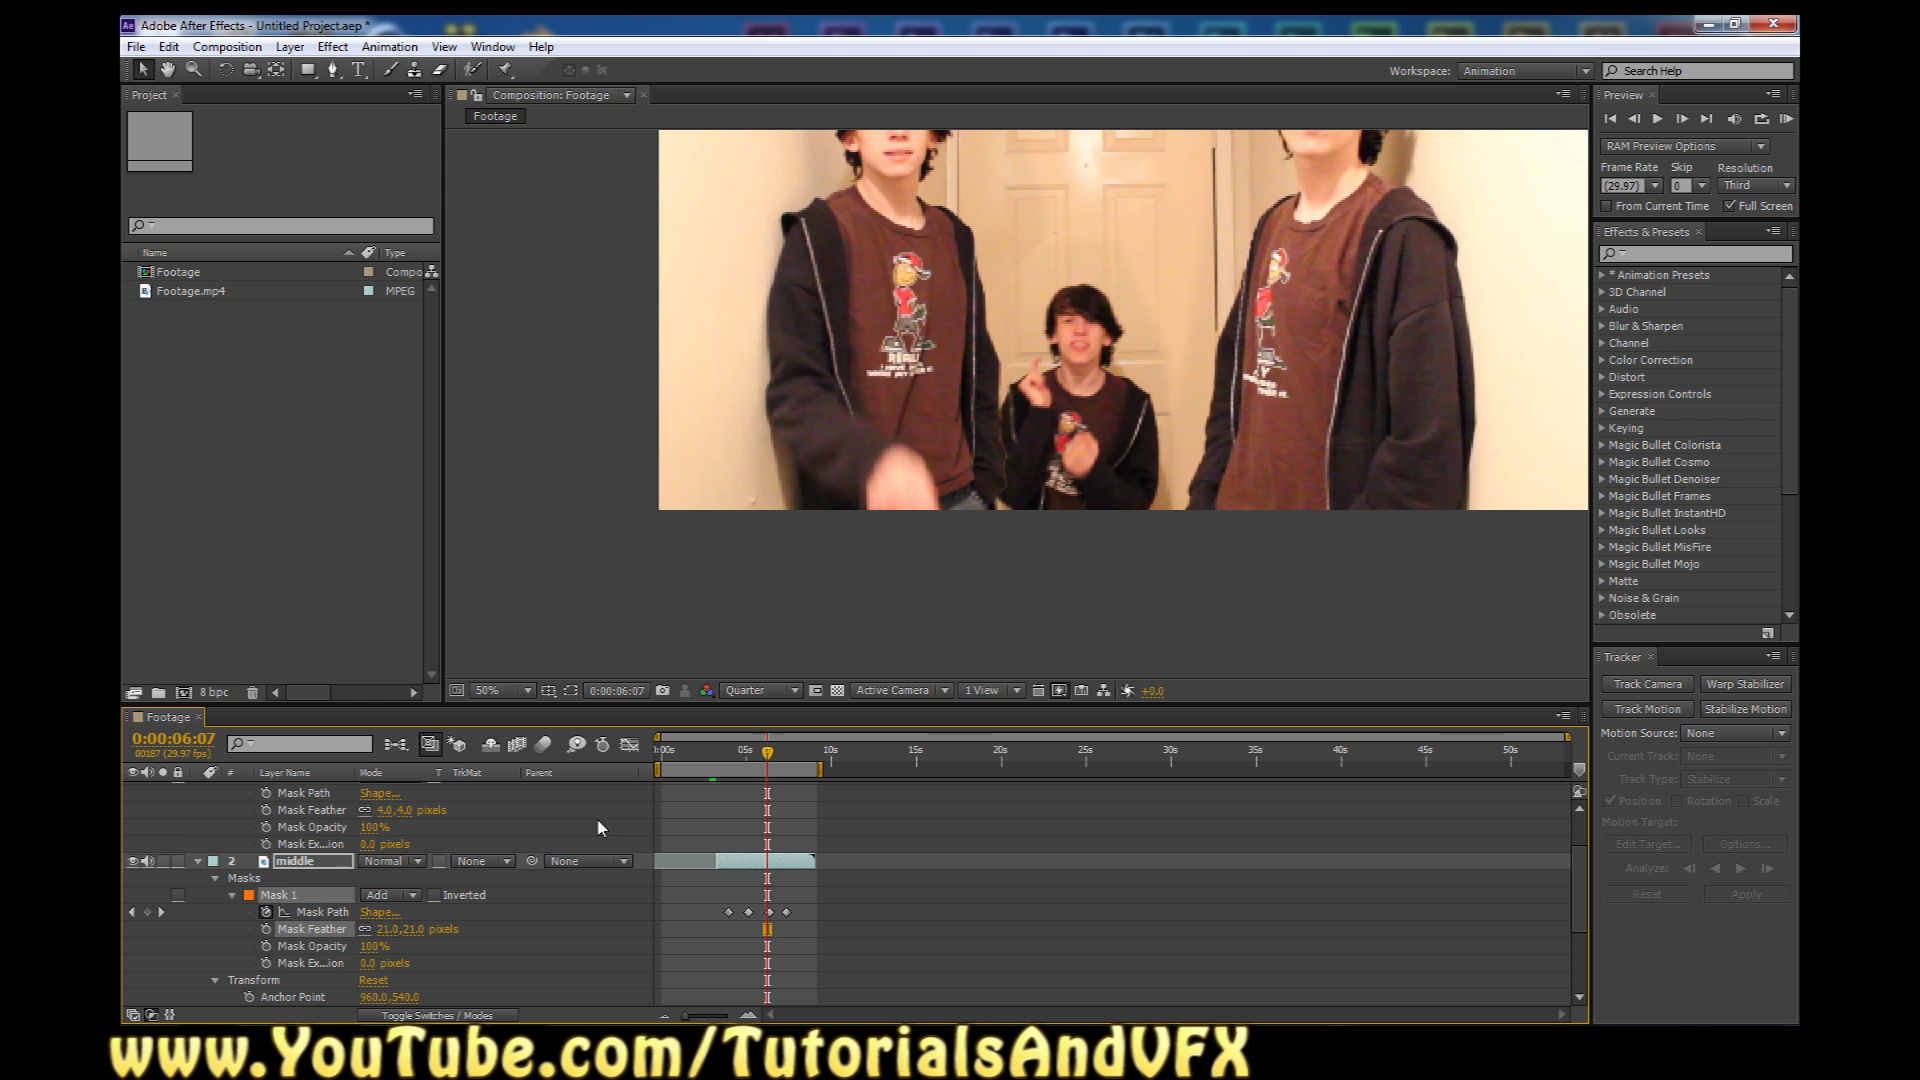 Ae Adobe After Effects - Untitled Project.aep *
File Edit Composition Layer Effect Animation View Window Help
Workspace: Animation Search Help
Project
Composition: Footage
Footage
Name Type
Footage Compo
Footage.mp4 MPEG
8 bpc
50% 0:00:06:07 Quarter Active Camera 1 View +0.0
Preview
RAM Preview Options
Frame Rate Skip Resolution
(29.97) 0 Third
From Current Time Full Screen
Effects & Presets
* Animation Presets
3D Channel
Audio
Blur & Sharpen
Channel
Color Correction
Distort
Expression Controls
Generate
Keying
Magic Bullet Colorista
Magic Bullet Cosmo
Magic Bullet Denoiser
Magic Bullet Frames
Magic Bullet InstantHD
Magic Bullet Looks
Magic Bullet MisFire
Magic Bullet Mojo
Matte
Noise & Grain
Obsolete
Tracker
Track Camera Warp Stabilizer
Track Motion Stabilize Motion
Motion Source: None
Current Track: None
Track Type: Stabilize
Position Rotation Scale
Motion Target:
Edit Target... Options...
Analyze:
Reset Apply
Footage
0:00:06:07
00187 (29.97 fps)
:00s 05s 10s 15s 20s 25s 30s 35s 40s 45s 50s
# Layer Name Mode T TrkMat Parent
Mask Path Shape...
Mask Feather 4.0,4.0 pixels
Mask Opacity 100%
Mask Ex...ion 0.0 pixels
2 middle Normal None None
Masks
Mask 1 Add Inverted
Mask Path Shape...
Mask Feather 21.0,21.0 pixels
Mask Opacity 100%
Mask Ex...ion 0.0 pixels
Transform Reset
Anchor Point 960.0,540.0
Toggle Switches / Modes
www.YouTube.com/TutorialsAndVFX